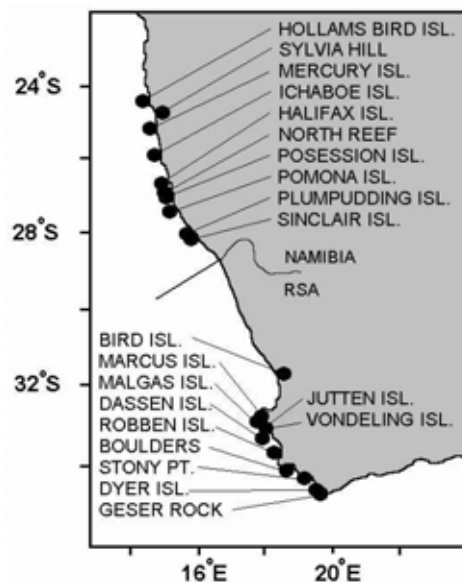 HOLLAMS BIRD ISL.
SYLVIA HILL
MERCURY ISL.
ICHABOE ISL.
HALIFAX ISL.
NORTH REEF
POSESSION ISL.
POMONA ISL.
PLUMPUDDING ISL.
SINCLAIR ISL.
24°S
28°S
NAMIBIA
RSA
BIRD ISL.
MARCUS ISL.
MALGAS ISL.
DASSEN ISL.
ROBBEN ISL.
BOULDERS
STONY PT.
DYER ISL.
GESER ROCK
JUTTEN ISL.
VONDELING ISL.
32°S
16°E
20°E